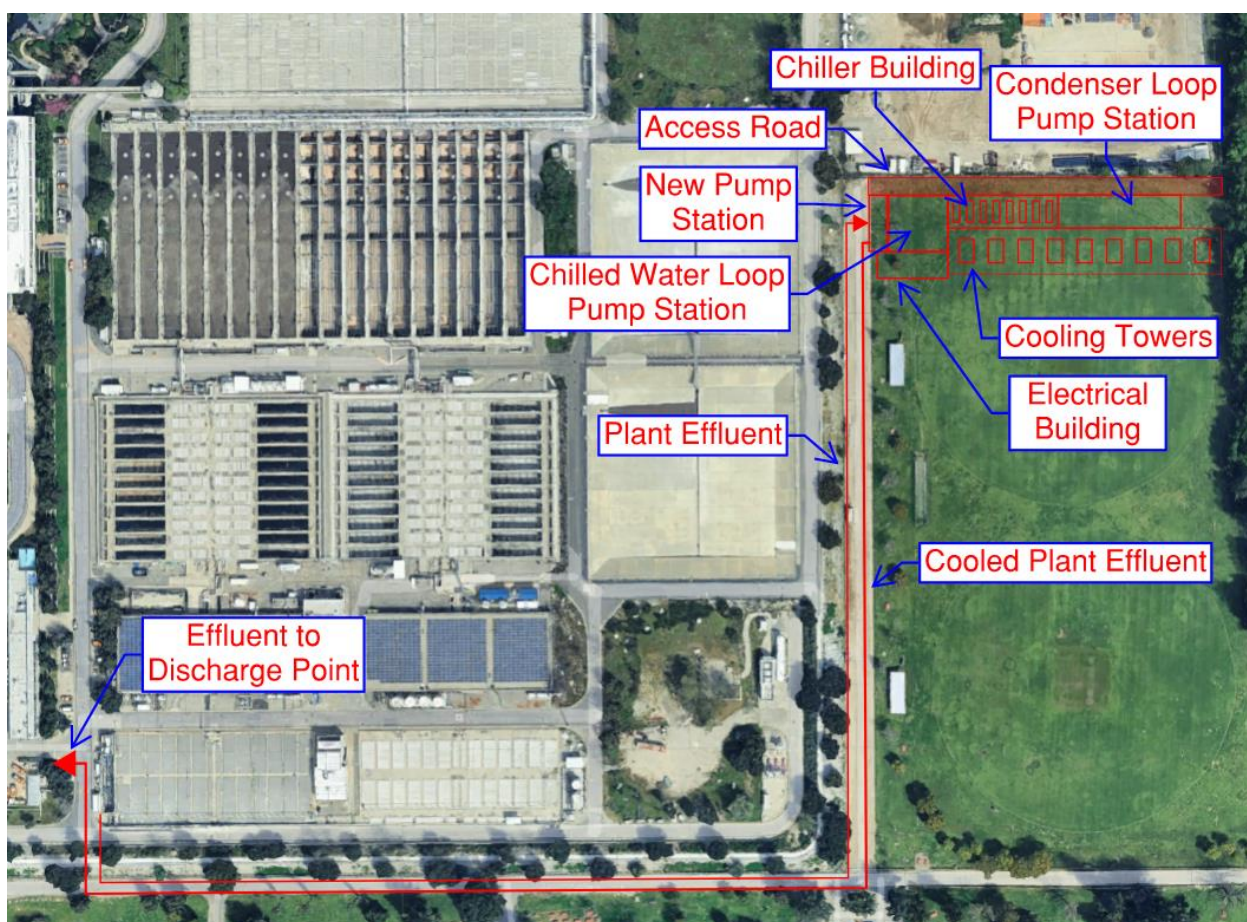 Chiller Building
Condenser Loop
Pump Station
Access Road
New Pump
Station
Chilled Water Loop
Pump Station
Cooling Towers
Electrical
Building
Plant Effluent
Cooled Plant Effluent
Effluent to
Discharge Point